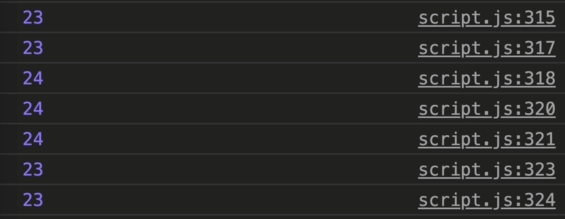 23 script.js:315
23 script.js:317
24 script.js:318
24 script.js:320
24 script.js:321
23 script.js:323
23 script.js:324